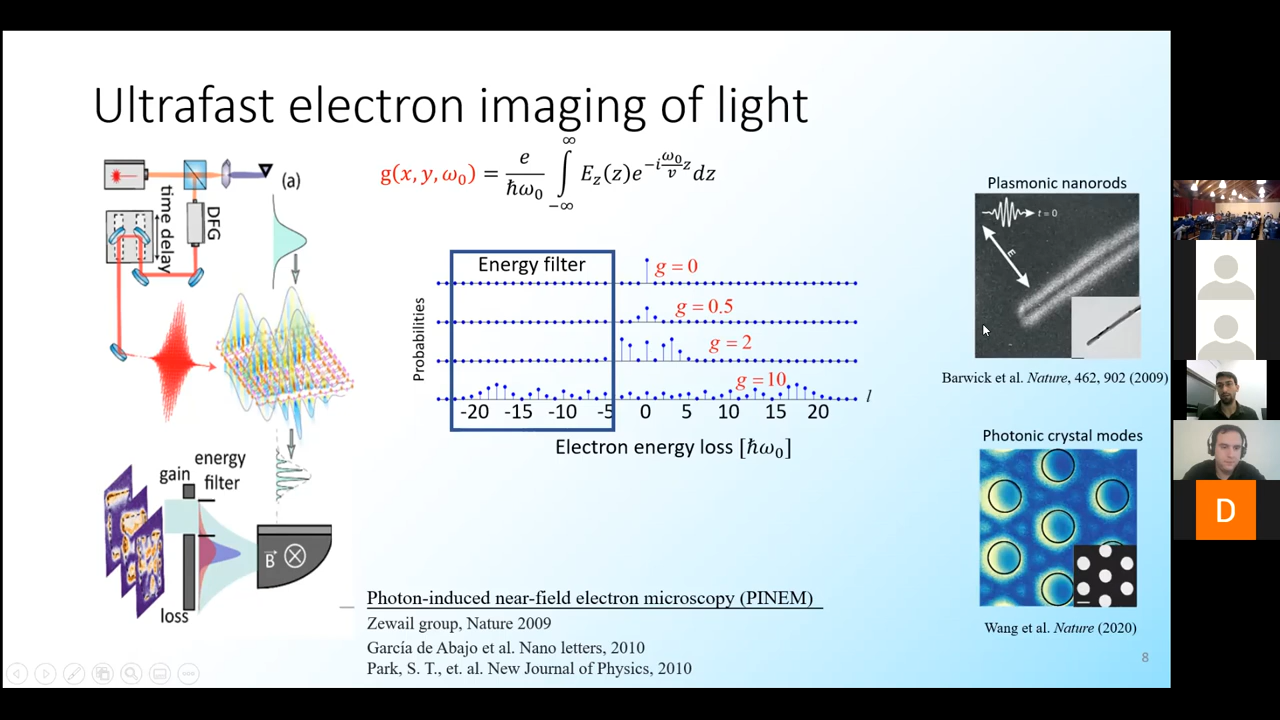 Ultrafast electron imaging of light
(a)
time delay
DFG
g(x, y, ω₀) = e/ħω₀ ∫_{-∞}^{∞} E_z(z)e^{-i(ω₀/v)z}dz
Energy filter
g = 0
g = 0.5
g = 2
g = 10
Probabilities
-20 -15 -10 -5 0 5 10 15 20
l
Electron energy loss [ħω₀]
energy
filter
gain
loss
B
Photon-induced near-field electron microscopy (PINEM)
Zewail group, Nature 2009
García de Abajo et al. Nano letters, 2010
Park, S. T., et. al. New Journal of Physics, 2010
Plasmonic nanorods
t = 0
E
Barwick et al. Nature, 462, 902 (2009)
Photonic crystal modes
Wang et al. Nature (2020)
8
D